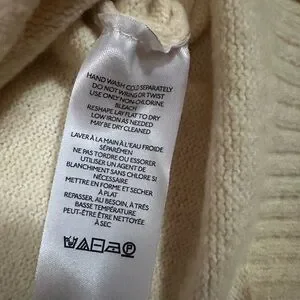 HAND WASH COLD SEPARATELY
DO NOT WRING OR TWIST
USE ONLY NON-CHLORINE
BLEACH
RESHAPE LAY FLAT TO DRY
LOW IRON AS NEEDED
MAY BE DRY CLEANED
LAVER À LA MAIN À L'EAU FROIDE
SÉPARÉMEN
NE PAS TORDRE OU ESSORER
UTILISER UN AGENT DE
BLANCHIMENT SANS CHLORE SI
NÉCESSAIRE
REMETTRE EN FORME ET SÉCHER
À PLAT
REPASSER, AU BESOIN, À TRÉS
BASSE TEMPÉRATURE
PEUT-ÊTRE ÊTRE NETTOYÉE
À SEC